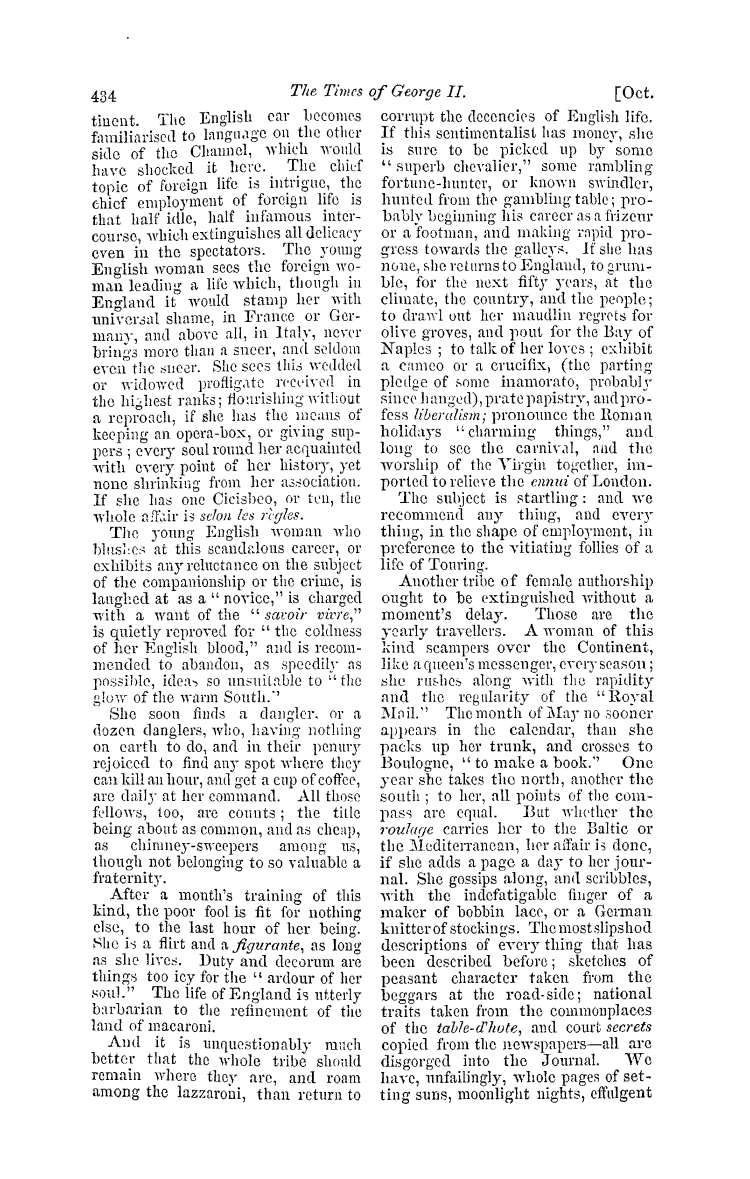 434
The Times of George II.
[Oct.
tinent. The English ear becomes
familiarised to language on the other
side of the Channel, which would
have shocked it here. The chief
topic of foreign life is intrigue, the
chief employment of foreign life is
that half idle, half infamous inter-
course, which extinguishes all delicacy
even in the spectators. The young
English woman sees the foreign wo-
man leading a life which, though in
England it would stamp her with
universal shame, in France or Ger-
many, and above all, in Italy, never
brings more than a sneer, and seldom
even the sneer. She sees this wedded
or widowed profligate received in
the highest ranks; flourishing without
a reproach, if she has the means of
keeping an opera-box, or giving sup-
pers; every soul round her acquainted
with every point of her history, yet
none shrinking from her association.
If she has one Cicisbeo, or ten, the
whole affair is selon les règles.
The young English woman who
blushes at this scandalous career, or
exhibits any reluctance on the subject
of the companionship or the crime, is
laughed at as a "novice," is charged
with a want of the "savoir vivre,"
is quietly reproved for "the coldness
of her English blood," and is recom-
mended to abandon, as speedily as
possible, ideas so unsuitable to "the
glow of the warm South."
She soon finds a dangler, or a
dozen danglers, who, having nothing
on earth to do, and in their penury
rejoiced to find any spot where they
can kill an hour, and get a cup of coffee,
are daily at her command. All those
fellows, too, are counts; the title
being about as common, and as cheap,
as chimney-sweepers among us,
though not belonging to so valuable a
fraternity.
After a month's training of this
kind, the poor fool is fit for nothing
else, to the last hour of her being.
She is a flirt and a figurante, as long
as she lives. Duty and decorum are
things too icy for the "ardour of her
soul." The life of England is utterly
barbarian to the refinement of the
land of macaroni.
And it is unquestionably much
better that the whole tribe should
remain where they are, and roam
among the lazzaroni, than return to
corrupt the decencies of English life.
If this sentimentalist has money, she
is sure to be picked up by some
"superb chevalier," some rambling
fortune-hunter, or known swindler,
hunted from the gambling table; pro-
bably beginning his career as a frizeur
or a footman, and making rapid pro-
gress towards the galleys. If she has
none, she returns to England, to grum-
ble, for the next fifty years, at the
climate, the country, and the people;
to drawl out her maudlin regrets for
olive groves, and pout for the Bay of
Naples; to talk of her loves; exhibit
a cameo or a crucifix, (the parting
pledge of some inamorato, probably
since hanged), prate papistry, and pro-
fess liberalism; pronounce the Roman
holidays "charming things," and
long to see the carnival, and the
worship of the Virgin together, im-
ported to relieve the ennui of London.
The subject is startling: and we
recommend any thing, and every
thing, in the shape of employment, in
preference to the vitiating follies of a
life of Touring.
Another tribe of female authorship
ought to be extinguished without a
moment's delay. Those are the
yearly travellers. A woman of this
kind scampers over the Continent,
like a queen's messenger, every season;
she rushes along with the rapidity
and the regularity of the "Royal
Mail." The month of May no sooner
appears in the calendar, than she
packs up her trunk, and crosses to
Boulogne, "to make a book." One
year she takes the north, another the
south; to her, all points of the com-
pass are equal. But whether the
roulage carries her to the Baltic or
the Mediterranean, her affair is done,
if she adds a page a day to her jour-
nal. She gossips along, and scribbles,
with the indefatigable finger of a
maker of bobbin lace, or a German
knitter of stockings. The most slipshod
descriptions of every thing that has
been described before; sketches of
peasant character taken from the
beggars at the road-side; national
traits taken from the commonplaces
of the table-d'hote, and court secrets
copied from the newspapers—all are
disgorged into the Journal. We
have, unfailingly, whole pages of set-
ting suns, moonlight nights, effulgent